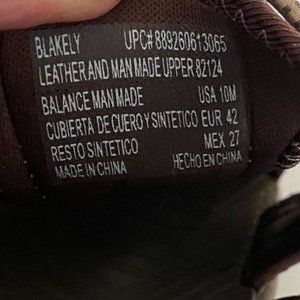 BLAKELY UPC# 889260613065
LEATHER AND MAN MADE UPPER 82124
BALANCE MAN MADE USA 10M
CUBIERTA DE CUERO Y SINTETICO EUR 42
RESTO SINTETICO MEX 27
MADE IN CHINA HECHO EN CHINA